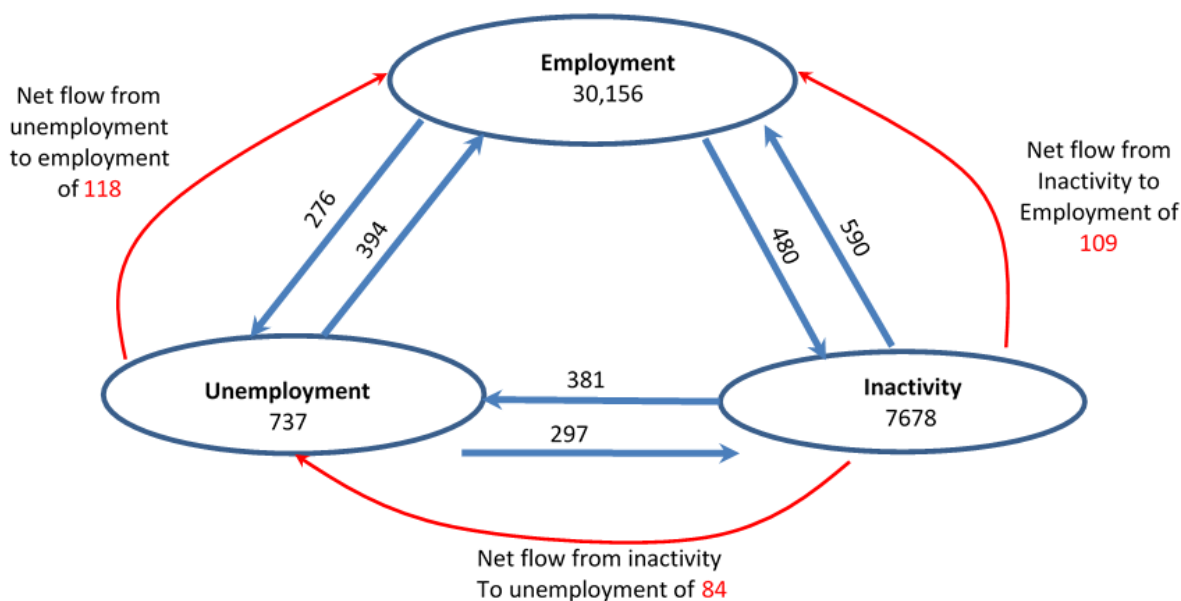 Employment
30,156
Net flow from
unemployment
to employment
of 118
Net flow from
Inactivity to
Employment of
109
276
394
480
590
Unemployment
737
381
297
Inactivity
7678
Net flow from inactivity
To unemployment of 84